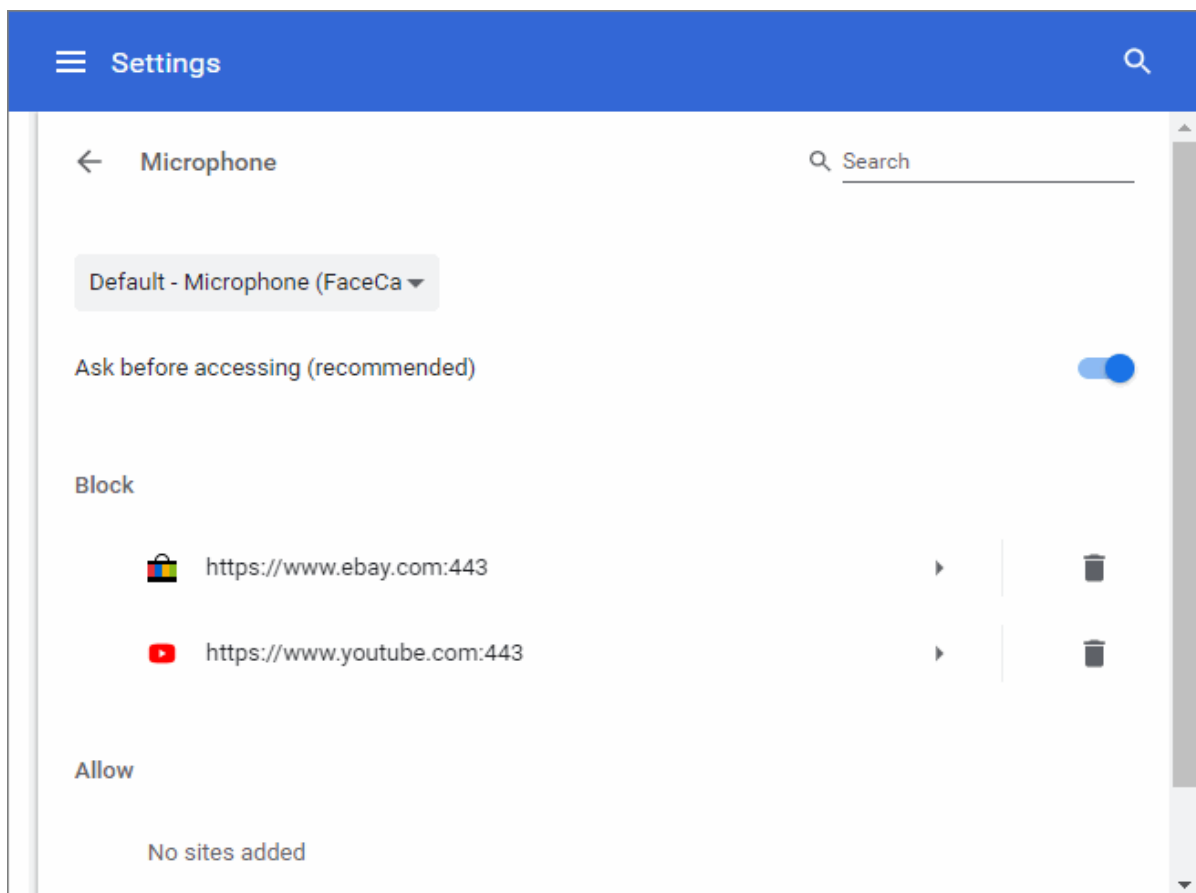 Settings
Microphone
Search
Default - Microphone (FaceCa
Ask before accessing (recommended)
Block
https://www.ebay.com:443
https://www.youtube.com:443
Allow
No sites added